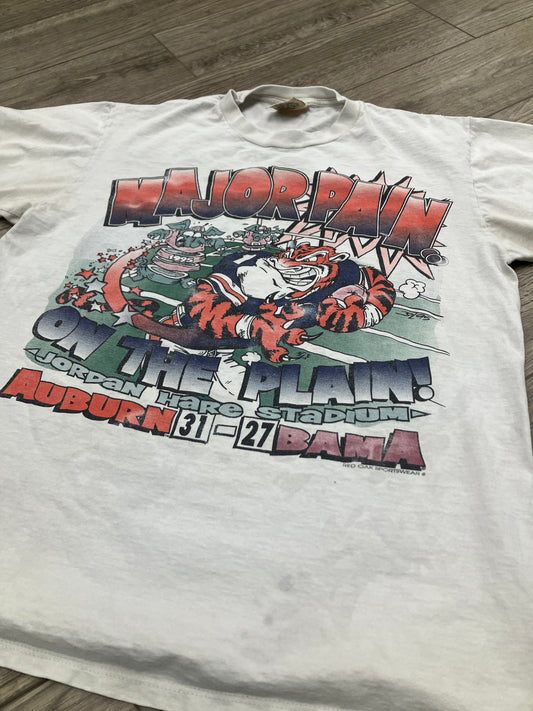 MAJOR PAIN!
ON THE PLAIN!
JORDAN HARE STADIUM
AUBURN 31 - 27 BAMA
RED OAK SPORTSWEAR